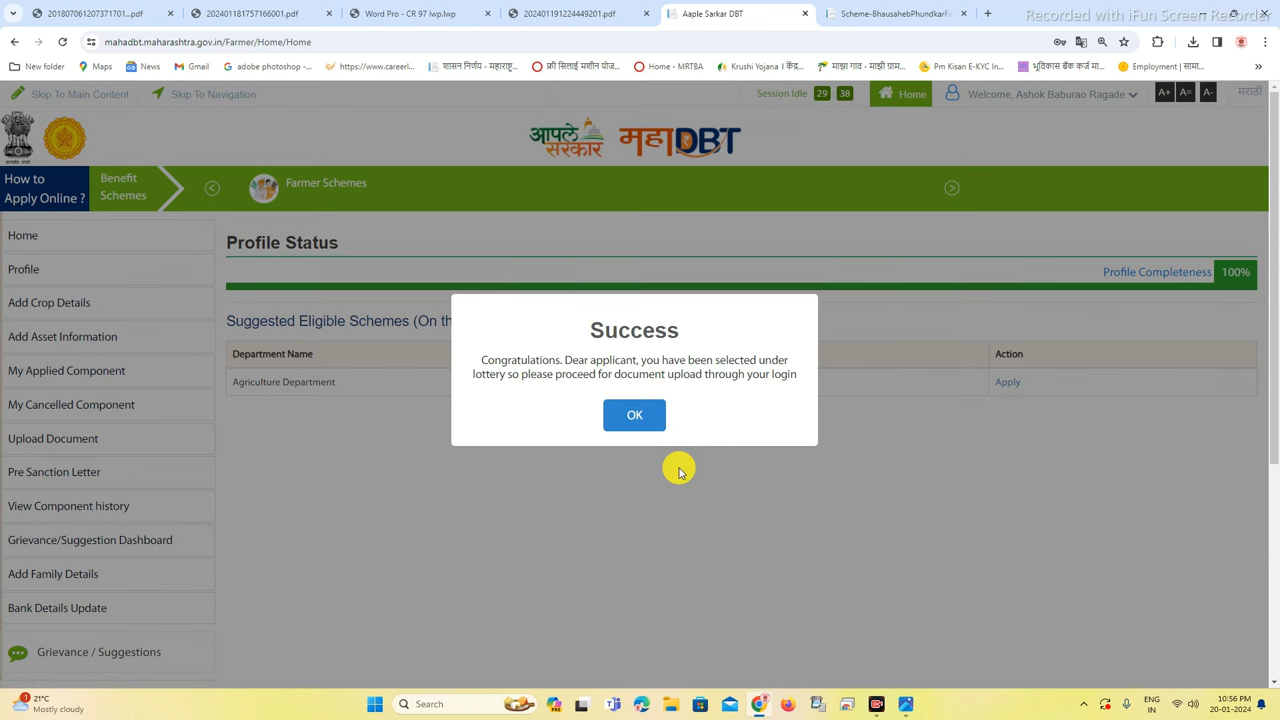 201807061207371701...pdf
202401181757166001.pdf
Word Pro - CR 97 lwp.lwp
202401191224449201.pdf
Aaple Sarkar DBT
Scheme-BhausahebPhundkarF
Recorded with iFun Screen Recorder
mahadbt.maharashtra.gov.in/Farmer/Home/Home
New folder
Maps
News
Gmail
adobe photoshop -...
https://www.careerl...
शासन निर्णय - महाराष्ट्र...
फ्री सिलाई मशीन योज...
Home - MRTBA
Krushi Yojana । कें...
माझा गाव - माझी ग्राम...
Pm Kisan E-KYC In...
भूविकास बँक कर्ज मा...
Employment | सामा...
Skip To Main Content
Skip To Navigation
Session Idle 29 : 38
Home
Welcome, Ashok Baburao Ragade
A+ A= A-
मराठी
आपले सरकार
महाDBT
How to
Apply Online ?
Benefit
Schemes
Farmer Schemes
Home
Profile
Add Crop Details
Add Asset Information
My Applied Component
My Cancelled Component
Upload Document
Pre Sanction Letter
View Component history
Grievance/Suggestion Dashboard
Add Family Details
Bank Details Update
Grievance / Suggestions
Profile Status
Profile Completeness 100%
Suggested Eligible Schemes (On th
Department Name
Action
Agriculture Department
Apply
Success
Congratulations. Dear applicant, you have been selected under
lottery so please proceed for document upload through your login
OK
21°C
Mostly cloudy
Search
ENG
IN
10:56 PM
20-01-2024